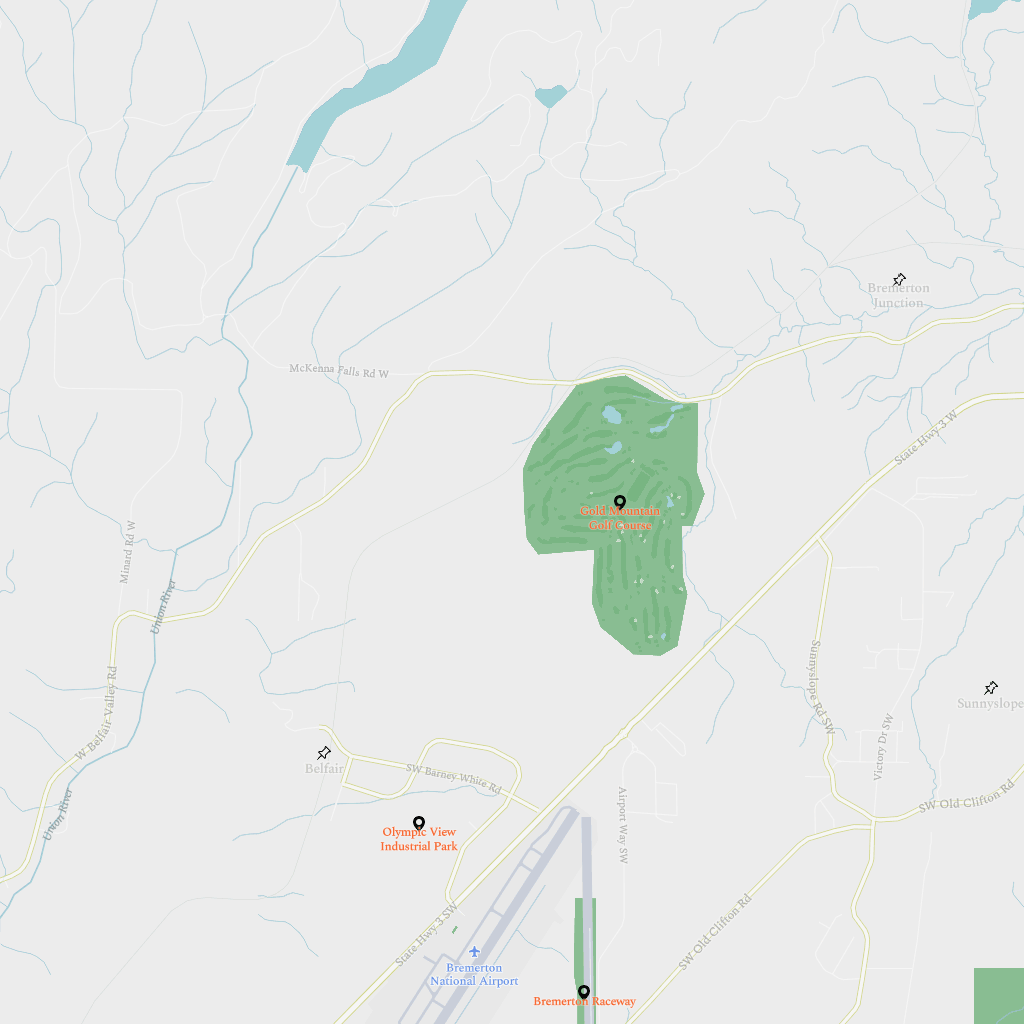 Bremerton
Junction
McKenna Falls Rd W
State Hwy 3 W
Gold Mountain
Golf Course
Minard Rd W
Union River
Sunnyslope Rd SW
W Belfair Valley Rd
Sunnyslope
Victory Dr SW
Belfair
SW Barney White Rd
SW Old Clifton Rd
Union River
Airport Way SW
Olympic View
Industrial Park
State Hwy 3 SW
SW Old Clifton Rd
Bremerton
National Airport
Bremerton Raceway